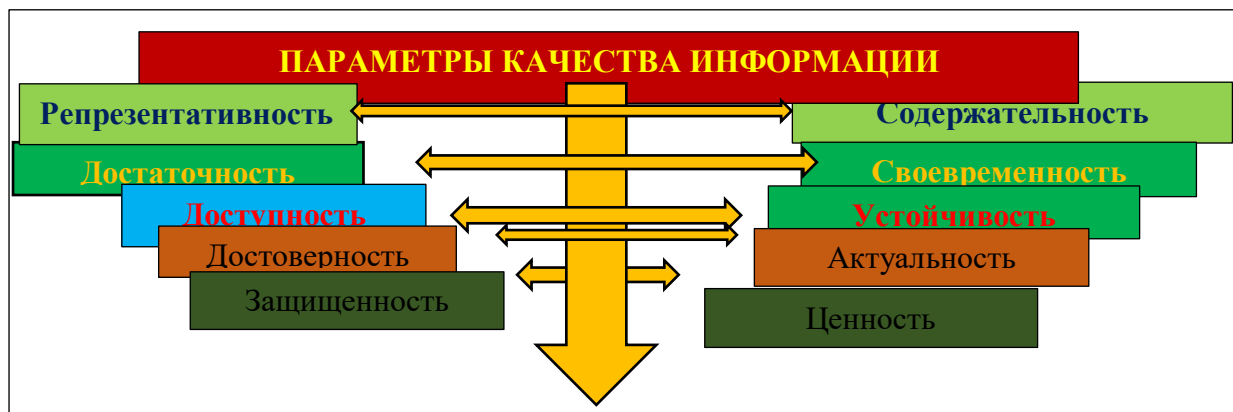 ПАРАМЕТРЫ КАЧЕСТВА ИНФОРМАЦИИ
Репрезентативность
Содержательность
Достаточность
Своевременность
Доступность
Устойчивость
Достоверность
Актуальность
Защищенность
Ценность